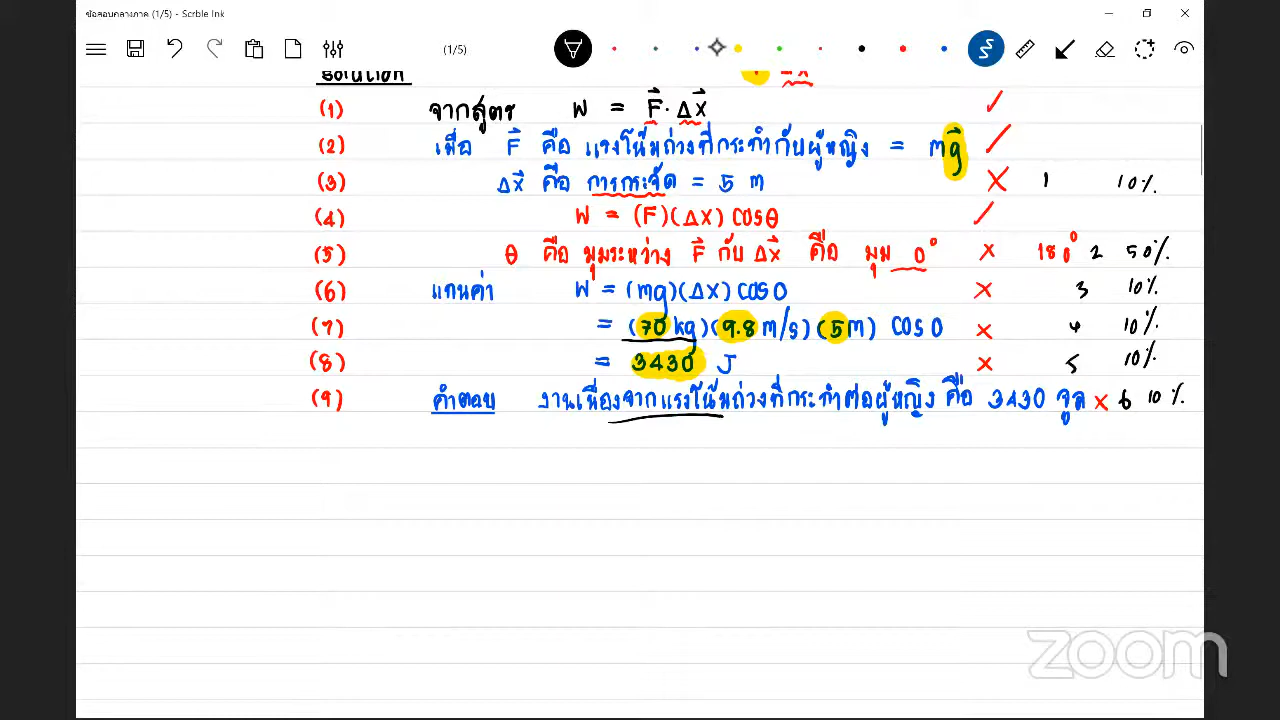 ข้อสอบกลางภาค (1/5) - Scrble Ink
(1/5)
Solution
(1) จากสูตร W = F⃗ · Δx⃗ ✓
(2) เมื่อ F⃗ คือ แรงโน้มถ่วงที่กระทำกับผู้หญิง = mg⃗ ✓
(3) Δx⃗ คือ การกระจัด = 5 m ✗ 1 10%
(4) W = (F)(Δx) cosθ ✓
(5) θ คือ มุมระหว่าง F⃗ กับ Δx⃗ คือ มุม 0° ✗ 180° 2 50%
(6) แทนค่า W = (mg)(Δx) cos0 ✗ 3 10%
(7) = (70 kg)(9.8 m/s)(5 m) cos0 ✗ 4 10%
(8) = 3430 J ✗ 5 10%
(9) คำตอบ งานเนื่องจากแรงโน้มถ่วงที่กระทำต่อผู้หญิง คือ 3430 จูล ✗ 6 10%
zoom